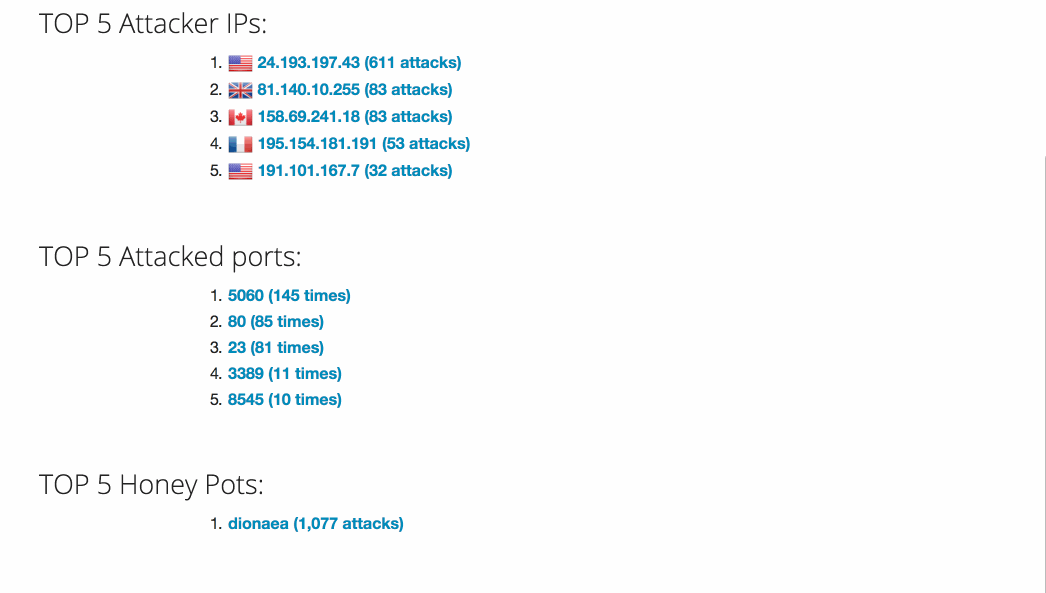 TOP 5 Attacker IPs:
1. 24.193.197.43 (611 attacks)
2. 81.140.10.255 (83 attacks)
3. 158.69.241.18 (83 attacks)
4. 195.154.181.191 (53 attacks)
5. 191.101.167.7 (32 attacks)
TOP 5 Attacked ports:
1. 5060 (145 times)
2. 80 (85 times)
3. 23 (81 times)
4. 3389 (11 times)
5. 8545 (10 times)
TOP 5 Honey Pots:
1. dionaea (1,077 attacks)